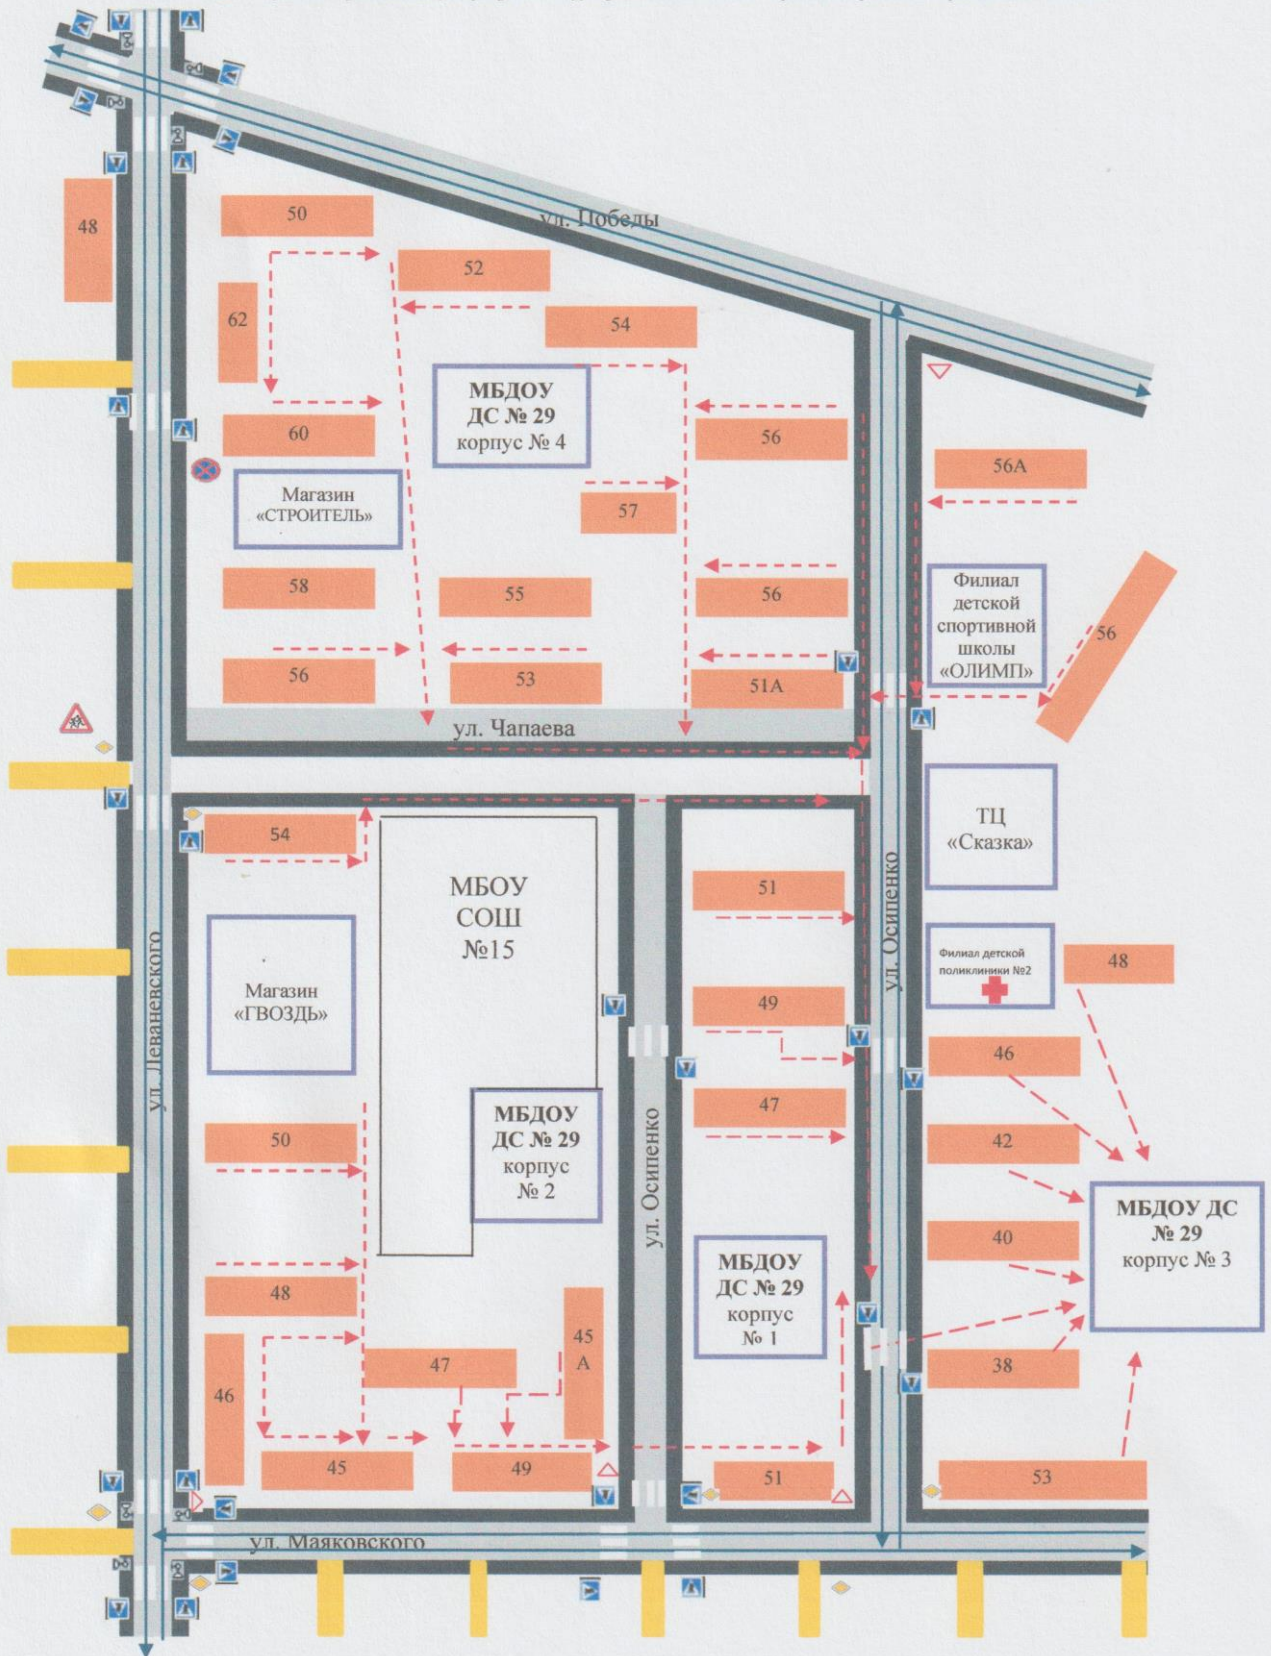 50
ул. Победы
48
52
62
54
МБДОУ
ДС № 29
корпус № 4
60
56
56А
Магазин
«СТРОИТЕЛЬ»
57
58
55
56
Филиал
детской
спортивной
школы
«ОЛИМП»
56
56
53
51А
ул. Чапаева
54
ТЦ
«Сказка»
МБОУ
СОШ
№15
51
ул. Леваневского
Магазин
«ГВОЗДЬ»
ул. Осипенко
Филиал детской
поликлиники №2
48
49
46
47
50
МБДОУ
ДС № 29
корпус
№ 2
ул. Осипенко
42
МБДОУ ДС
№ 29
корпус № 3
40
МБДОУ
ДС № 29
корпус
№ 1
48
45
А
47
46
38
45
49
51
53
ул. Маяковского